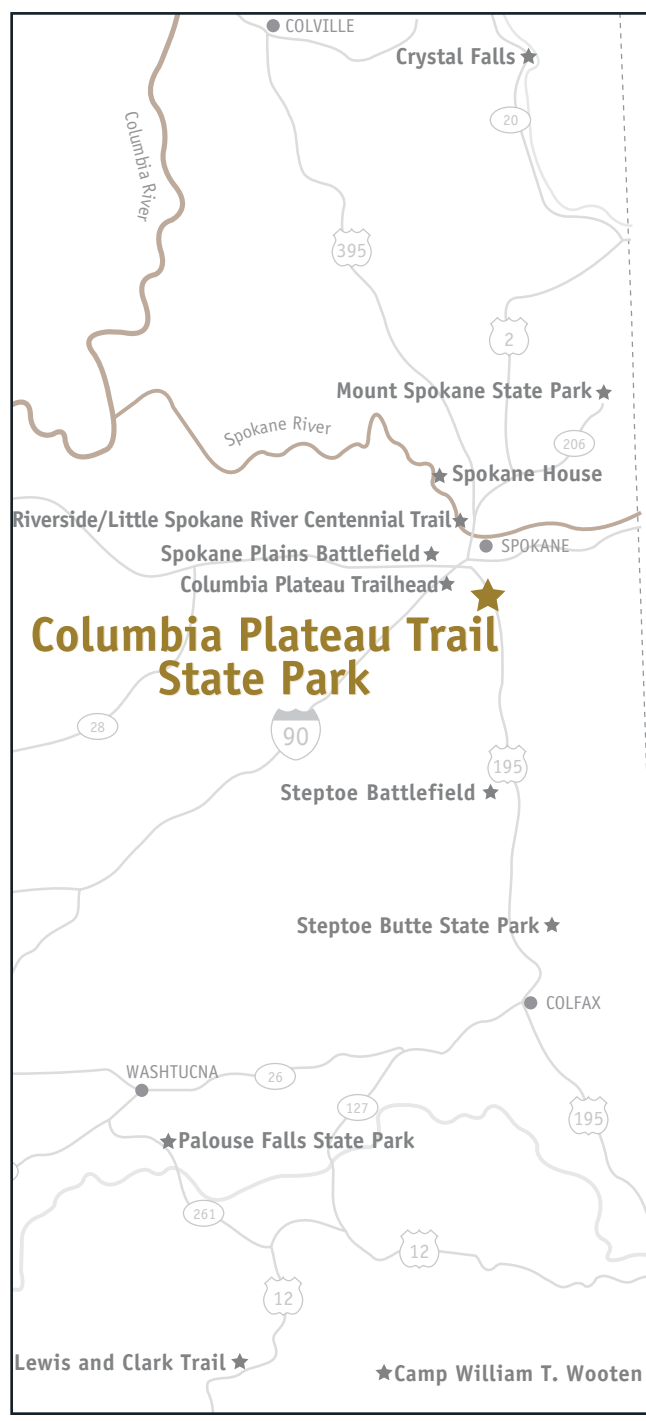 COLVILLE
Crystal Falls
Columbia River
20
395
2
Mount Spokane State Park
Spokane River
206
Spokane House
Riverside/Little Spokane River Centennial Trail
SPOKANE
Spokane Plains Battlefield
Columbia Plateau Trailhead
Columbia Plateau Trail
State Park
28
90
195
Steptoe Battlefield
Steptoe Butte State Park
COLFAX
WASHTUCNA
26
127
195
Palouse Falls State Park
261
12
12
Lewis and Clark Trail
Camp William T. Wooten